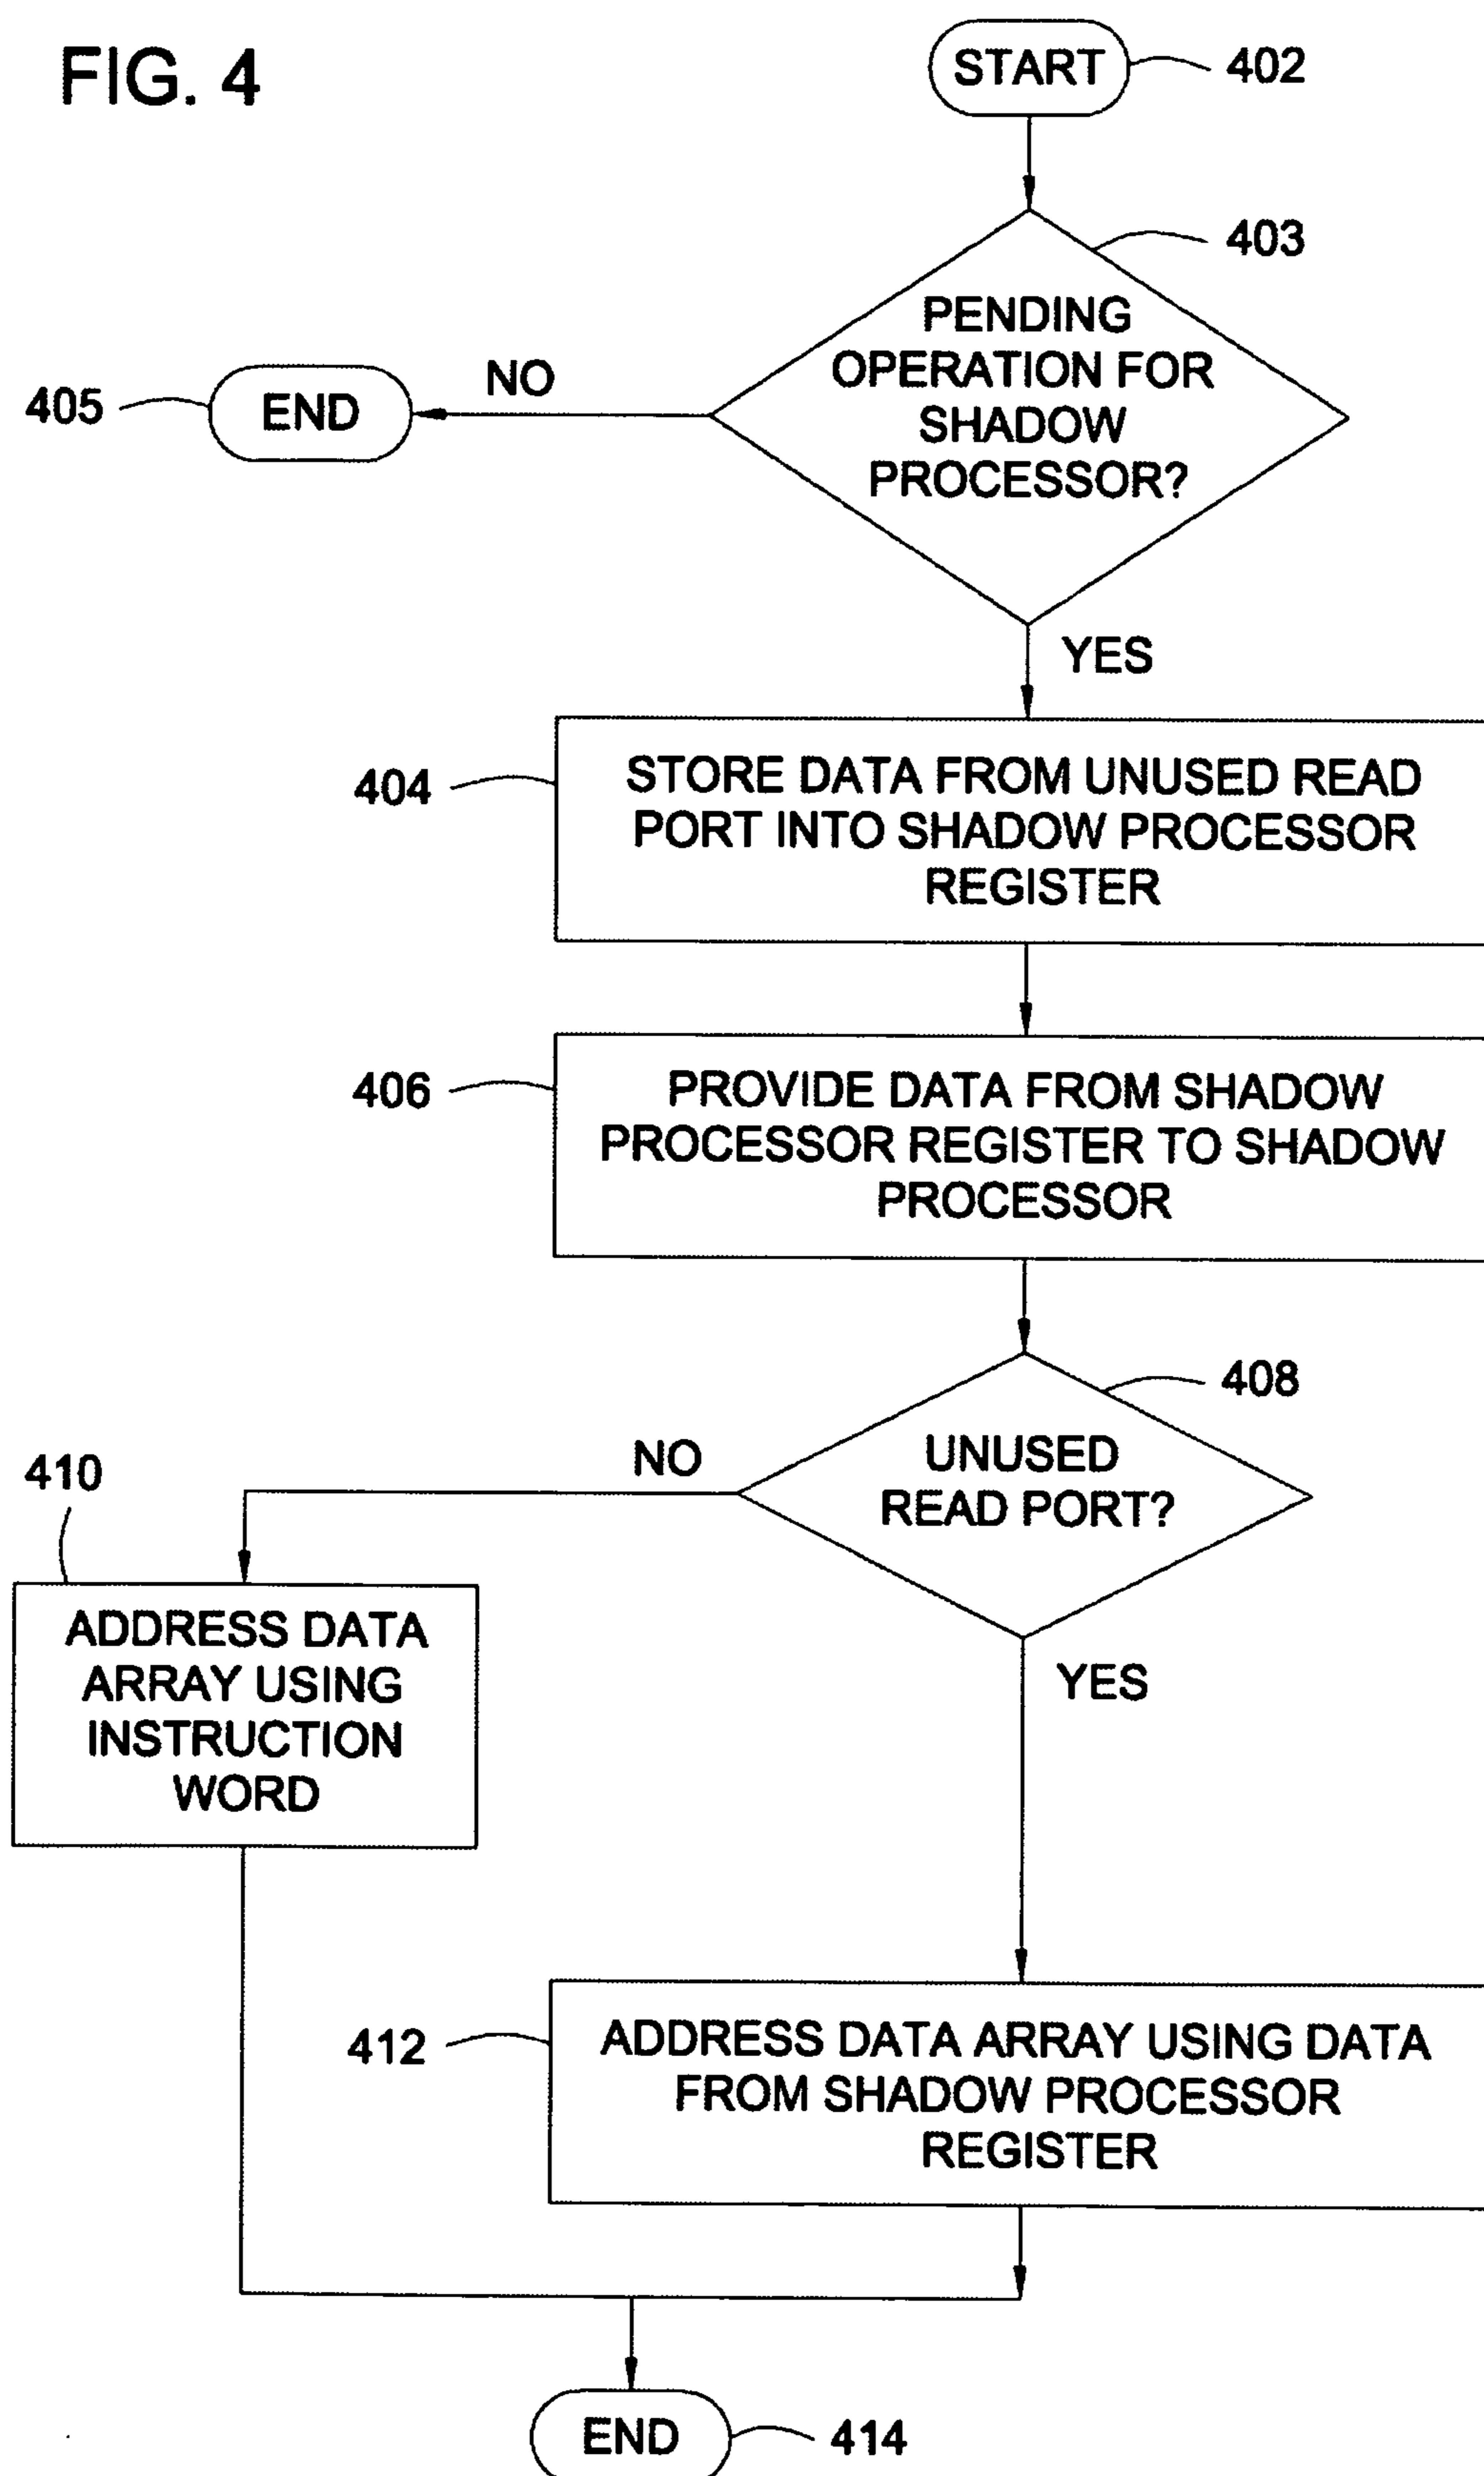 FIG. 4
START
402
403
PENDING
OPERATION FOR
SHADOW
PROCESSOR?
NO
405
END
YES
404
STORE DATA FROM UNUSED READ
PORT INTO SHADOW PROCESSOR
REGISTER
406
PROVIDE DATA FROM SHADOW
PROCESSOR REGISTER TO SHADOW
PROCESSOR
408
UNUSED
READ PORT?
NO
410
YES
ADDRESS DATA
ARRAY USING
INSTRUCTION
WORD
412
ADDRESS DATA ARRAY USING DATA
FROM SHADOW PROCESSOR
REGISTER
END
414